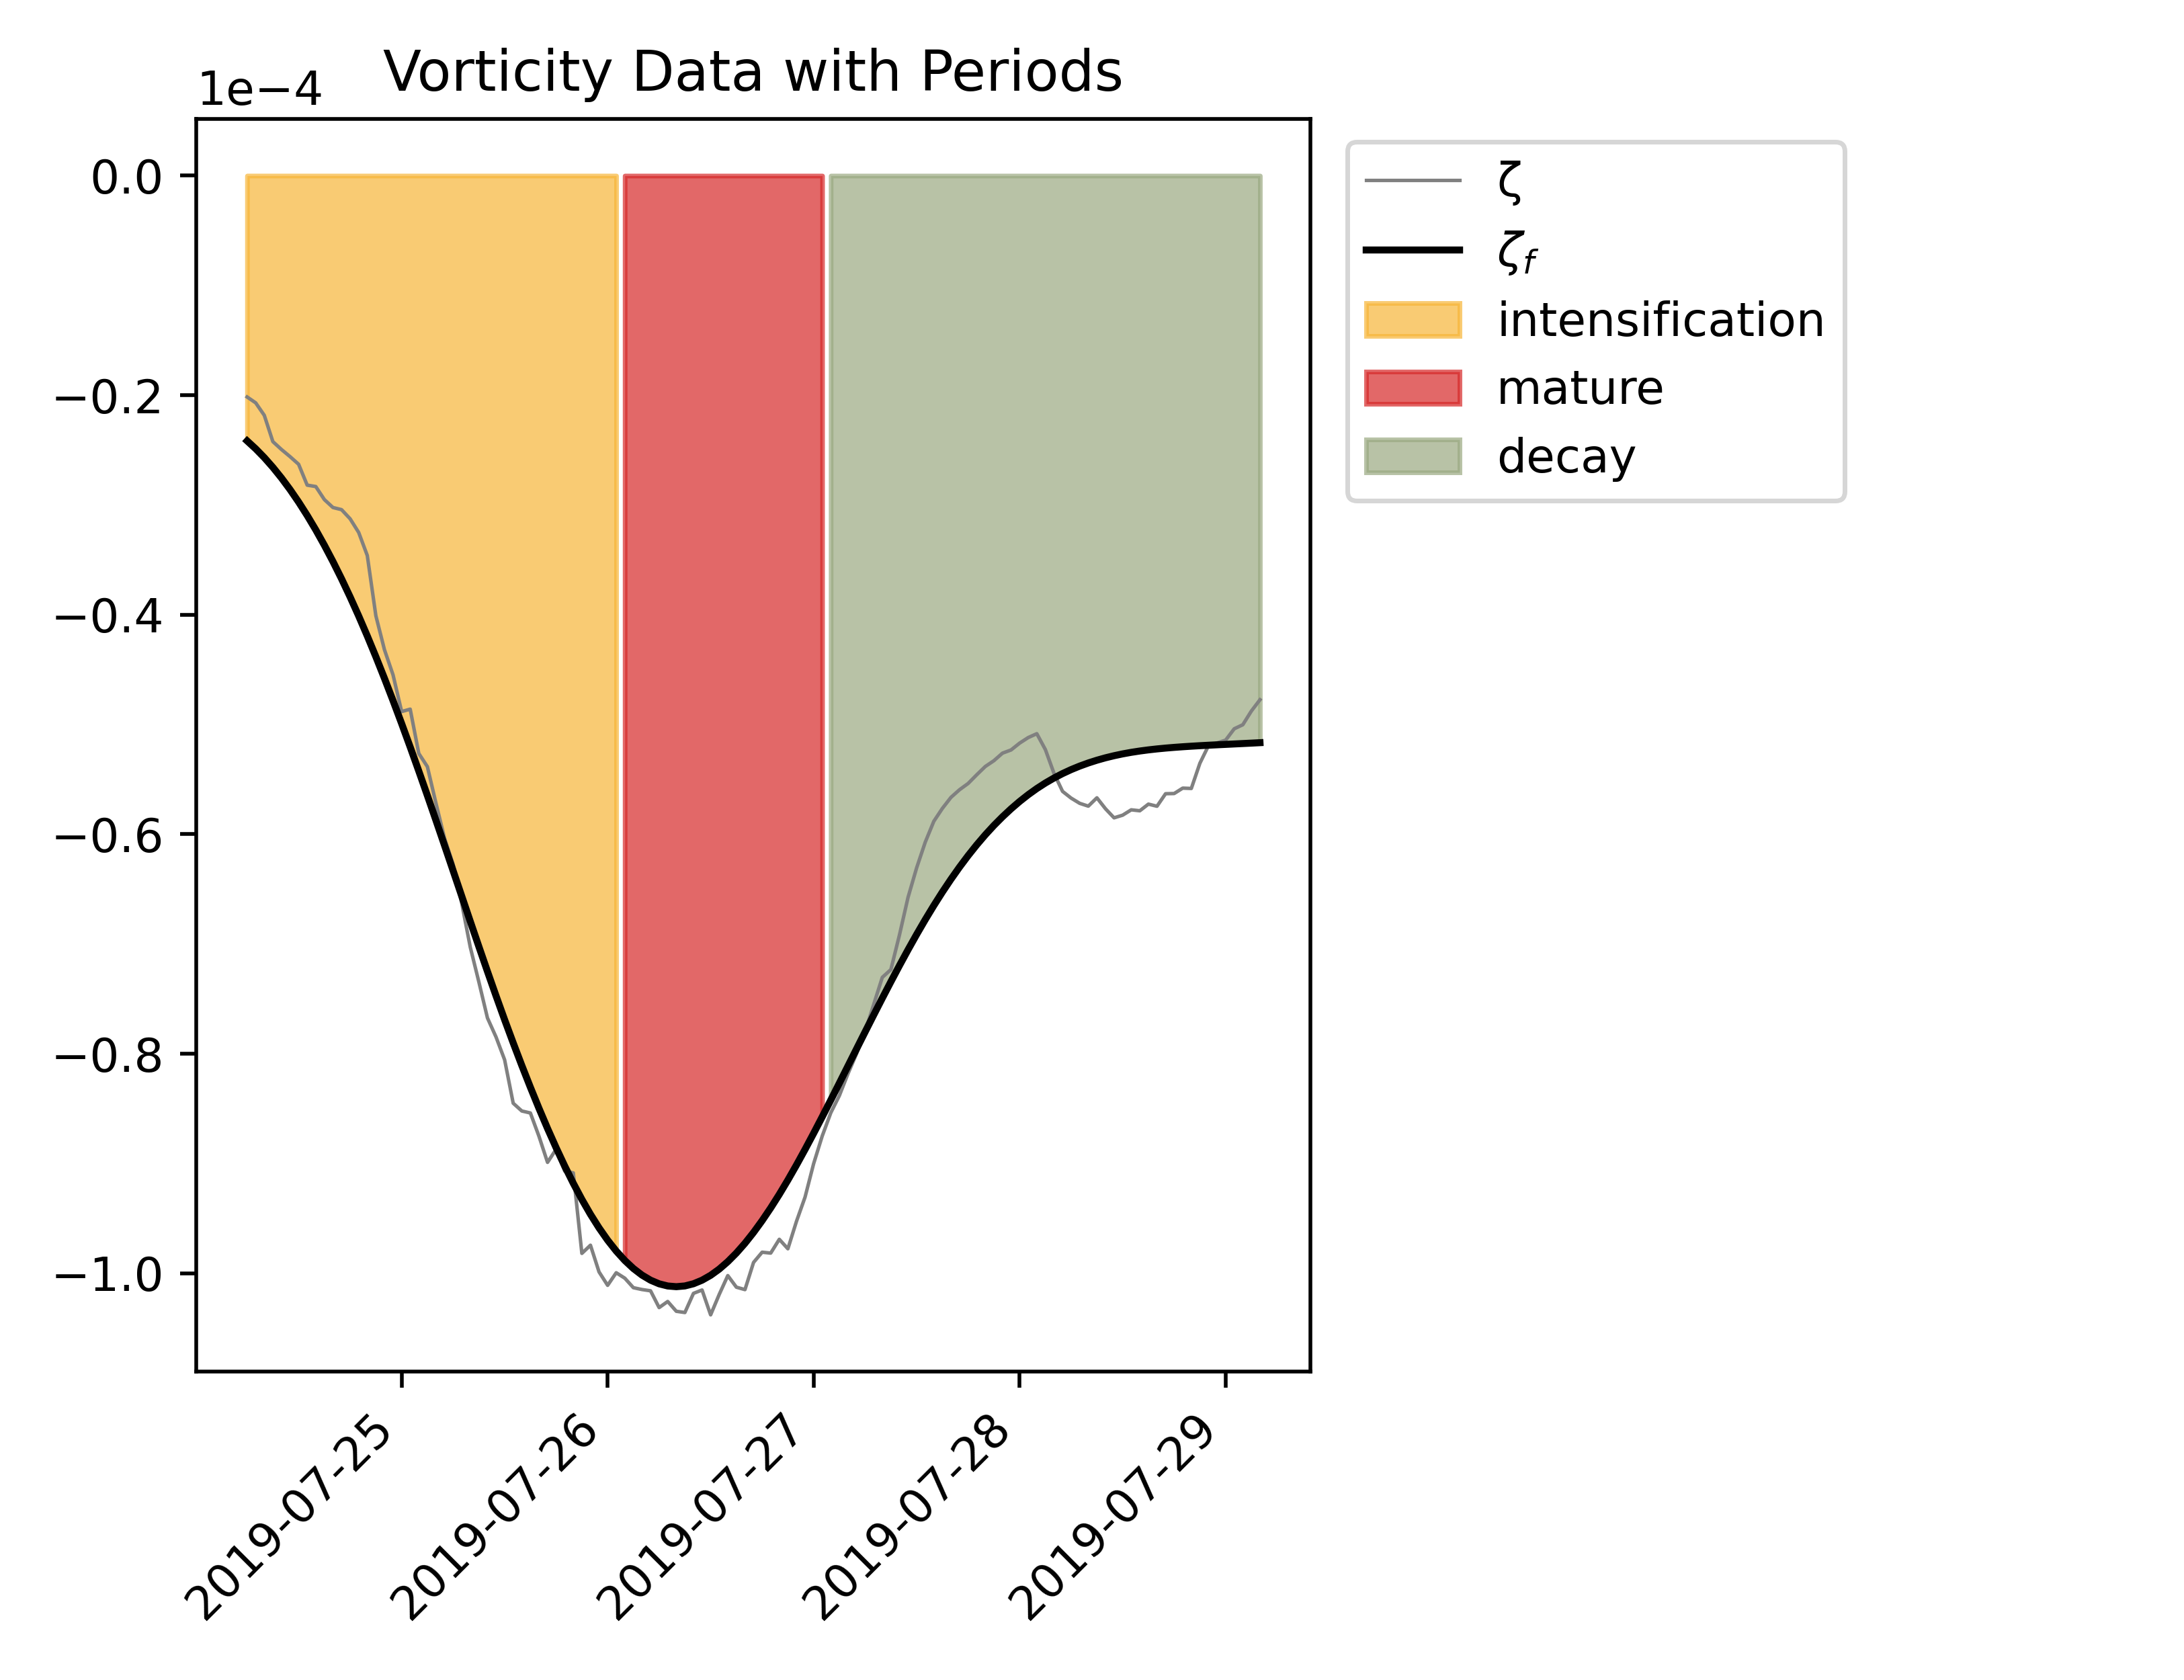 Vorticity Data with Periods
1e−4
0.0
−0.2
−0.4
−0.6
−0.8
−1.0
2019-07-25
2019-07-26
2019-07-27
2019-07-28
2019-07-29
ζ
ζ_f
intensification
mature
decay